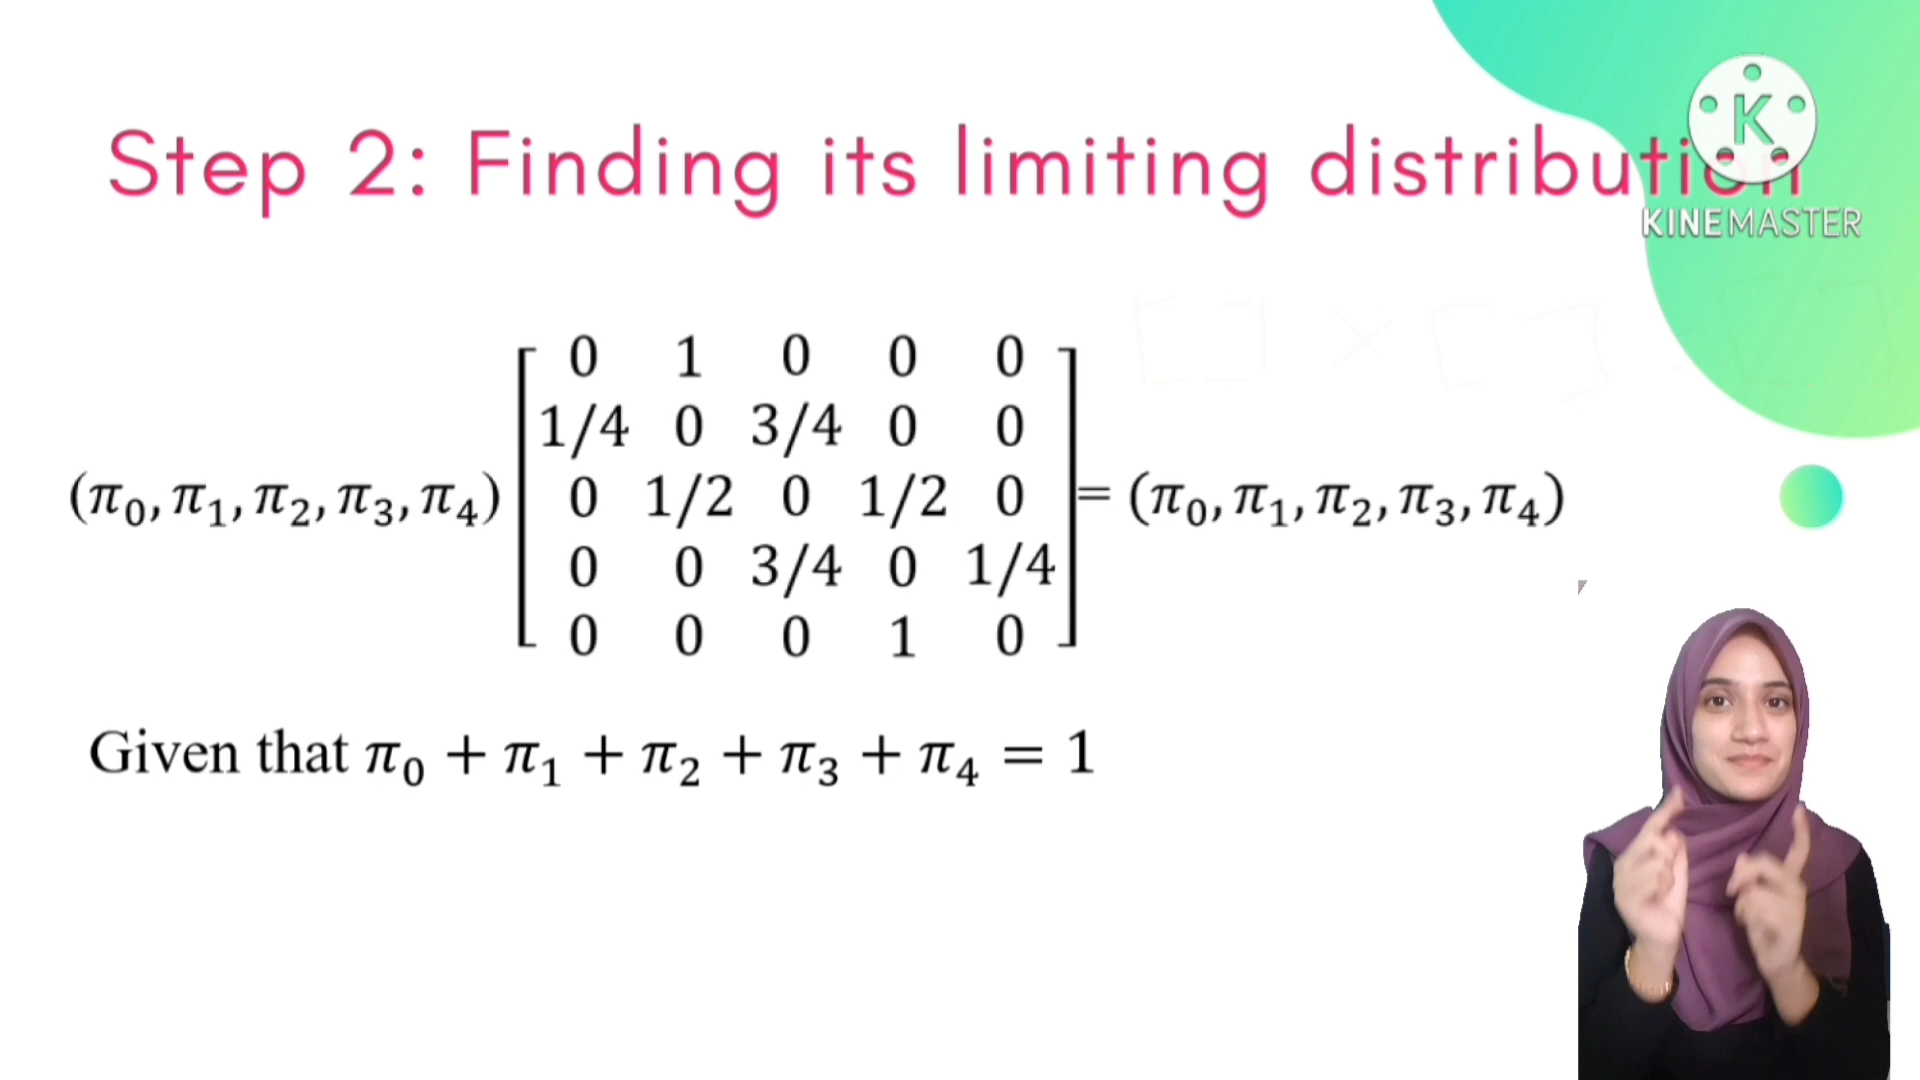 Step 2: Finding its limiting distribution
K
KINEMASTER
0 1 0 0 0
1/4 0 3/4 0 0
(π₀, π₁, π₂, π₃, π₄) 0 1/2 0 1/2 0 = (π₀, π₁, π₂, π₃, π₄)
0 0 3/4 0 1/4
0 0 0 1 0
Given that π₀ + π₁ + π₂ + π₃ + π₄ = 1